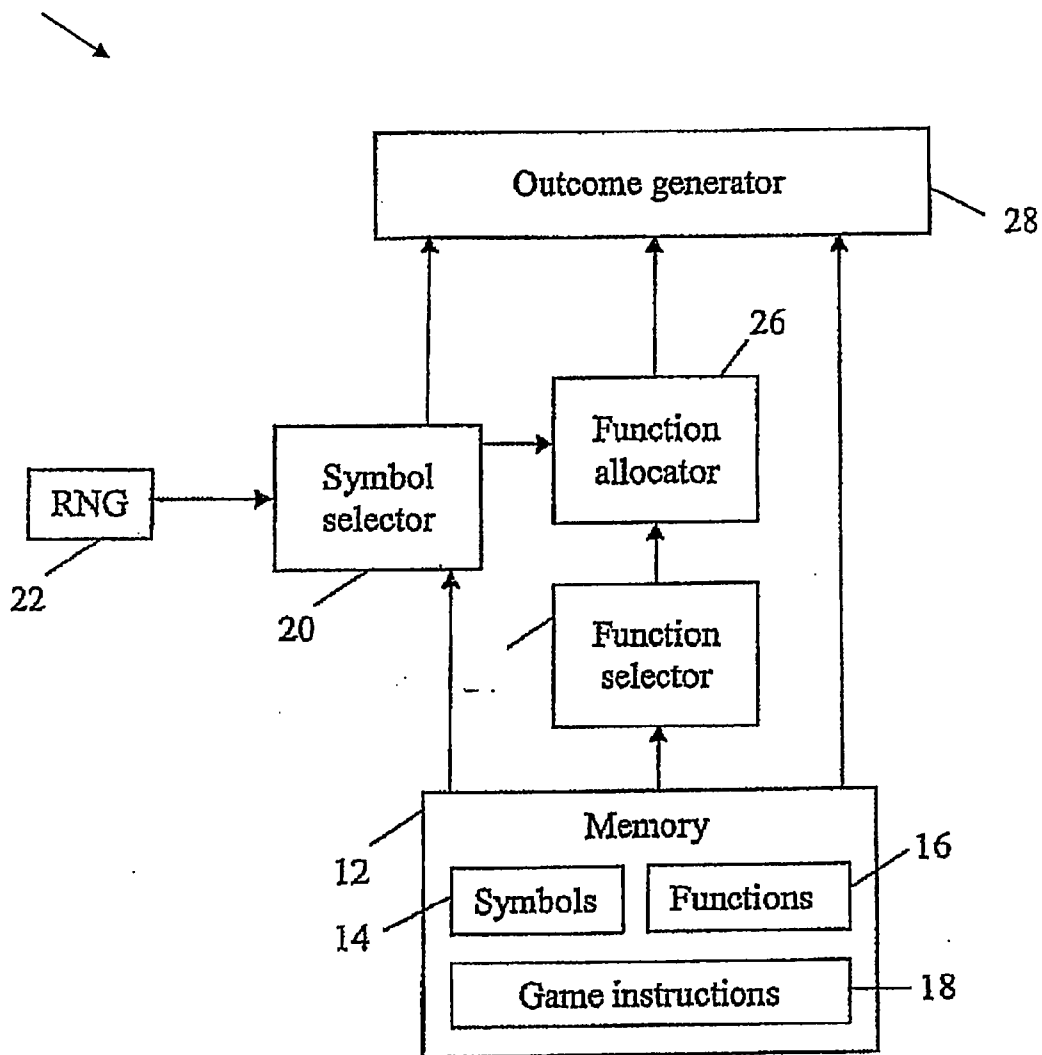 Outcome generator
28
26
Function
allocator
Symbol
selector
RNG
22
20
Function
selector
Memory
12
16
Symbols
Functions
14
Game instructions
18